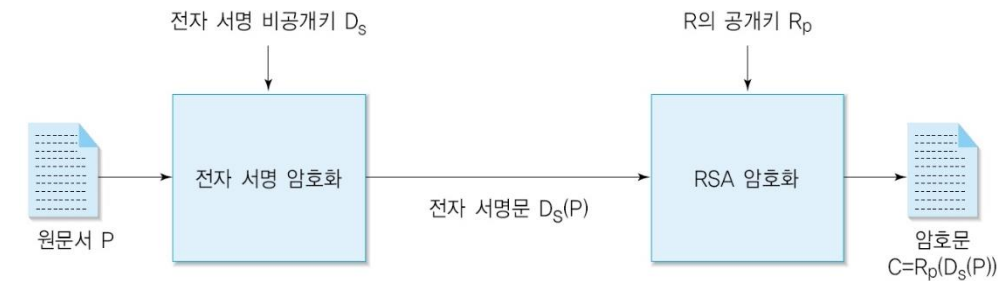 전자 서명 비공개키 Ds
R의 공개키 Rp
전자 서명 암호화
RSA 암호화
전자 서명문 Ds(P)
원문서 P
암호문
C=Rp(Ds(P))